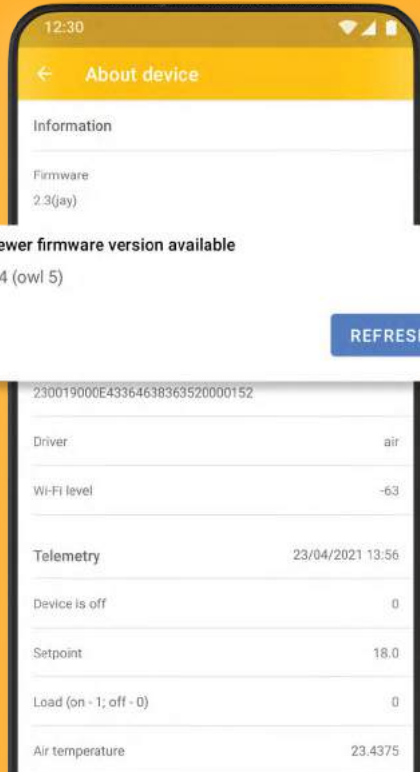 12:30
About device
Information
Firmware
2.3(jay)
ewer firmware version available
4 (owl 5)
REFRES
230019000E43364638363520000152
Driver air
Wi-Fi level -63
Telemetry 23/04/2021 13:56
Device is off 0
Setpoint 18.0
Load (on - 1; off - 0) 0
Air temperature 23.4375